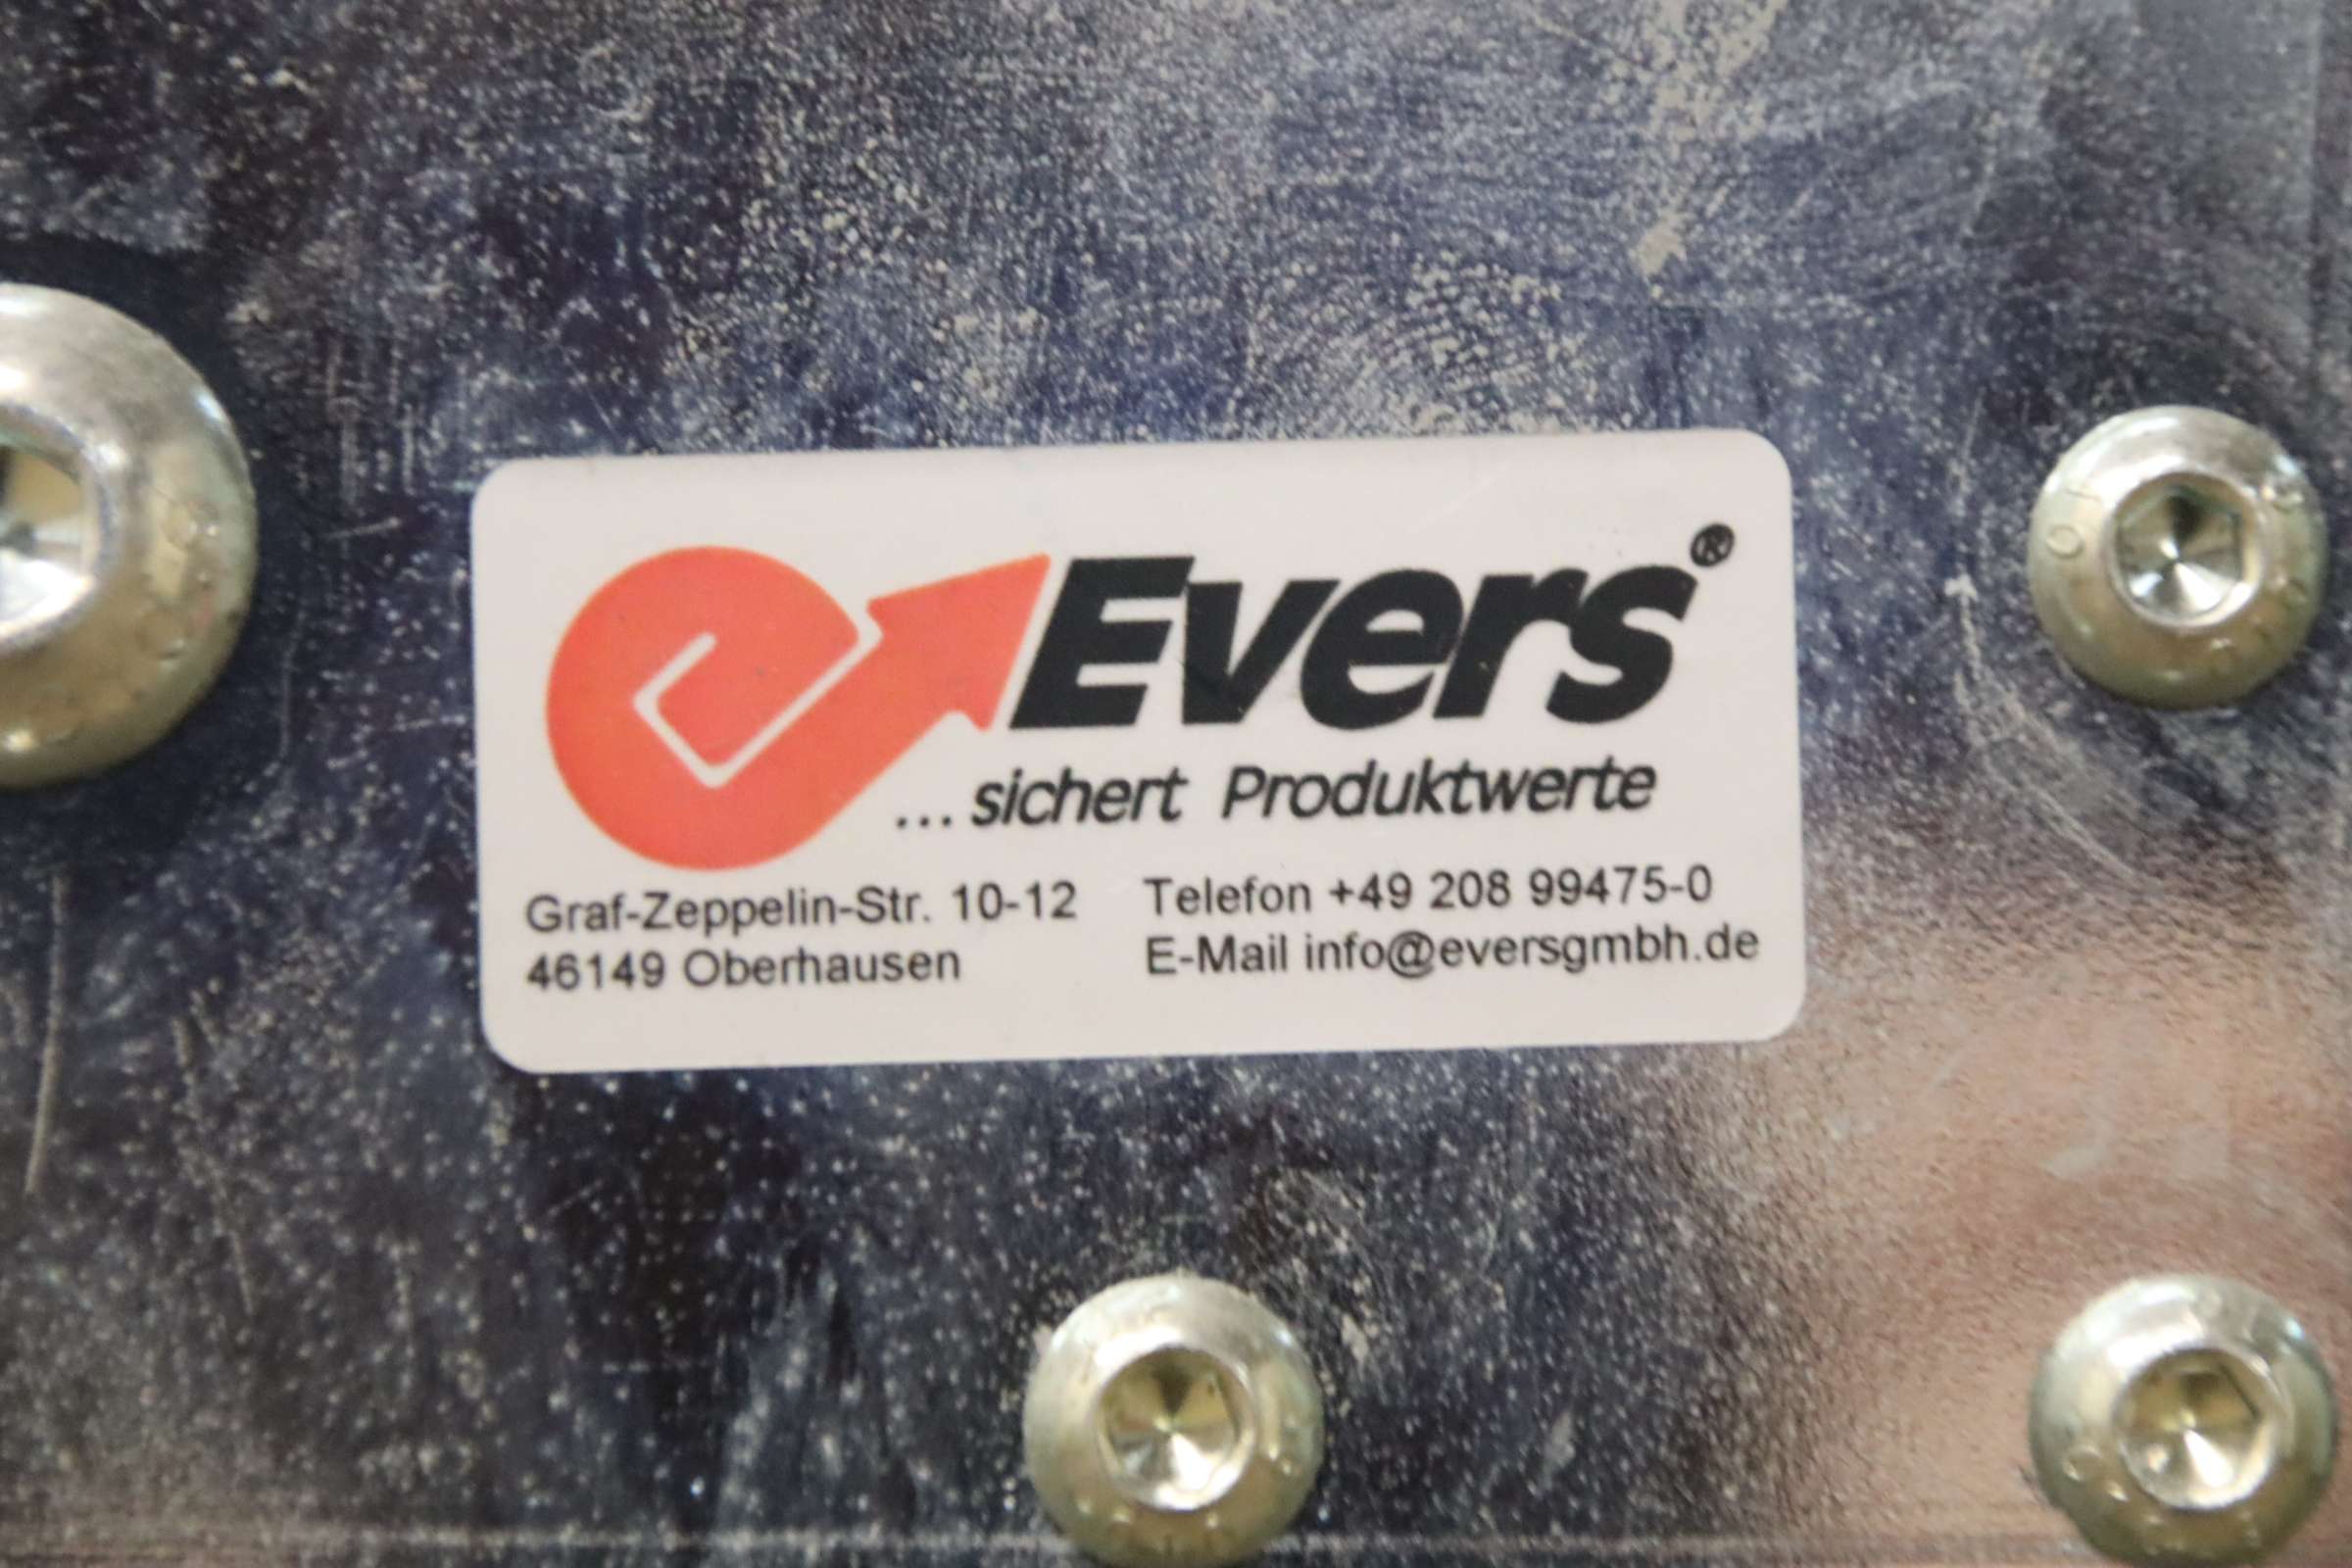 Evers®
...sichert Produktwerte
Graf-Zeppelin-Str. 10-12
46149 Oberhausen
Telefon +49 208 99475-0
E-Mail info@eversgmbh.de